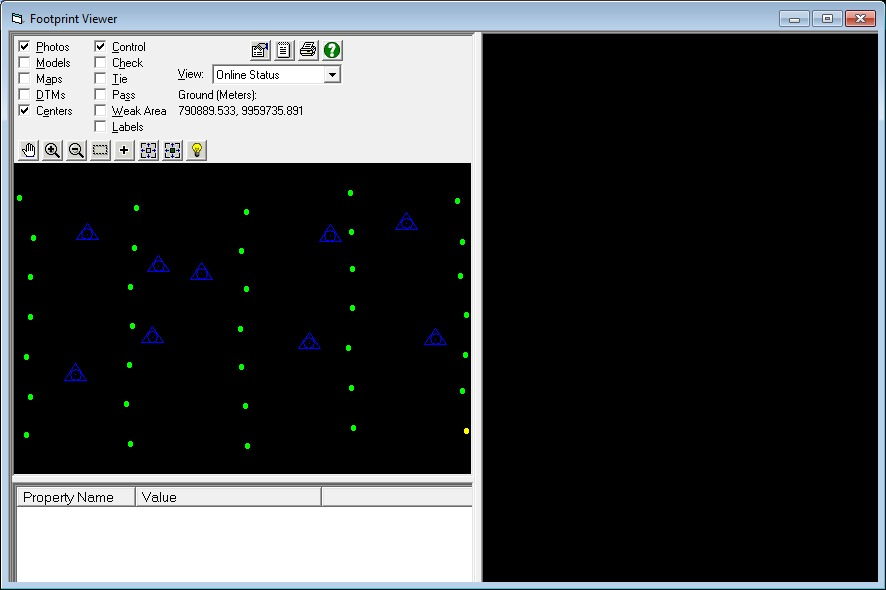 Footprint Viewer
Photos
Models
Maps
DTMs
Centers
Control
Check
Tie
Pass
Weak Area
Labels
View: Online Status
Ground (Meters):
790889.533, 9959735.891
Property Name Value